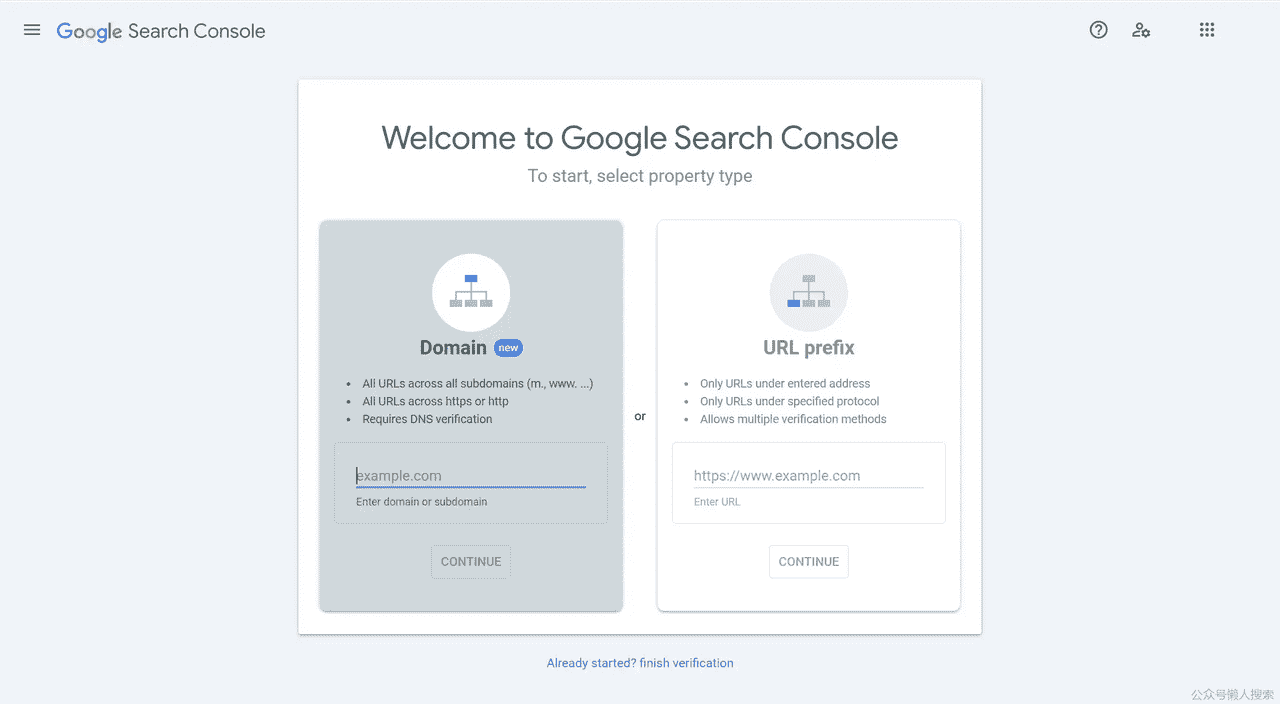 Google Search Console
Welcome to Google Search Console
To start, select property type
Domain new
• All URLs across all subdomains (m., www. ...)
• All URLs across https or http
• Requires DNS verification
example.com
Enter domain or subdomain
CONTINUE
or
URL prefix
• Only URLs under entered address
• Only URLs under specified protocol
• Allows multiple verification methods
https://www.example.com
Enter URL
CONTINUE
Already started? finish verification
公众号懒人搜索